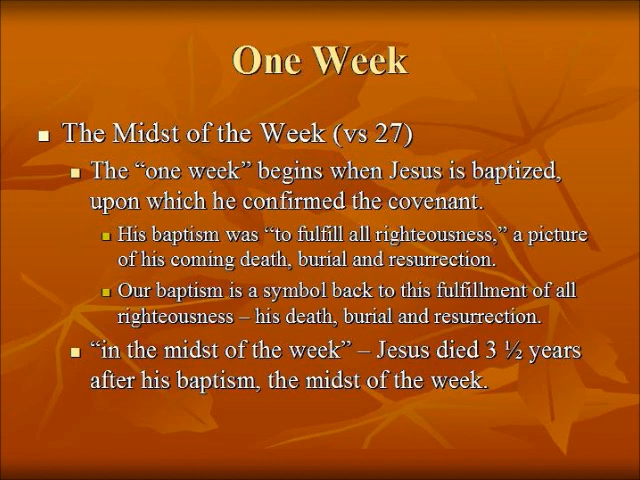 One Week
The Midst of the Week (vs 27)
The “one week” begins when Jesus is baptized,
upon which he confirmed the covenant.
His baptism was “to fulfill all righteousness,” a picture
of his coming death, burial and resurrection.
Our baptism is a symbol back to this fulfillment of all
righteousness – his death, burial and resurrection.
“in the midst of the week” – Jesus died 3 ½ years
after his baptism, the midst of the week.